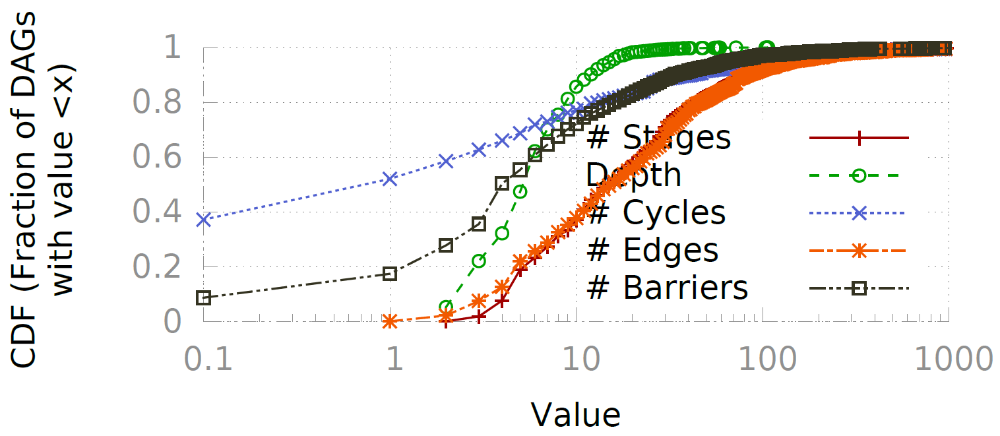 CDF (Fraction of DAGs
with value <x)
1
0.8
0.6
0.4
0.2
0
# Stages
Depth
# Cycles
# Edges
# Barriers
0.1 1 10 100 1000
Value